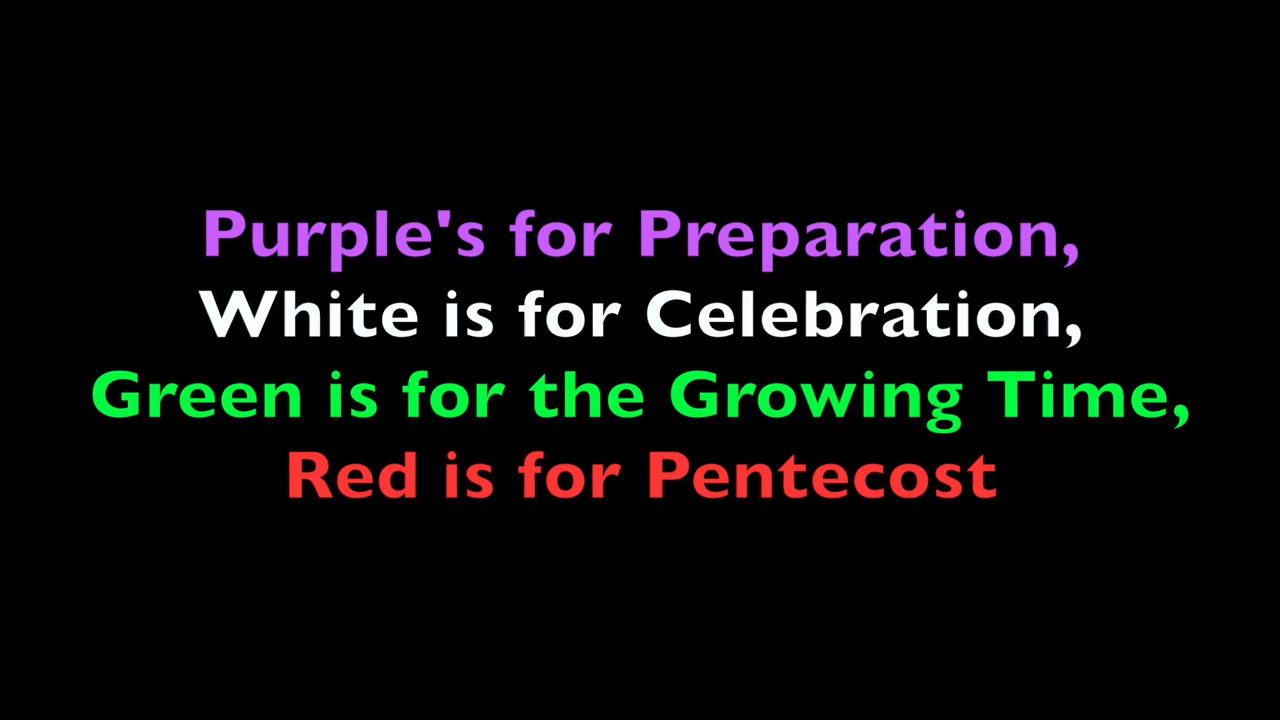 Purple's for Preparation,
White is for Celebration,
Green is for the Growing Time,
Red is for Pentecost